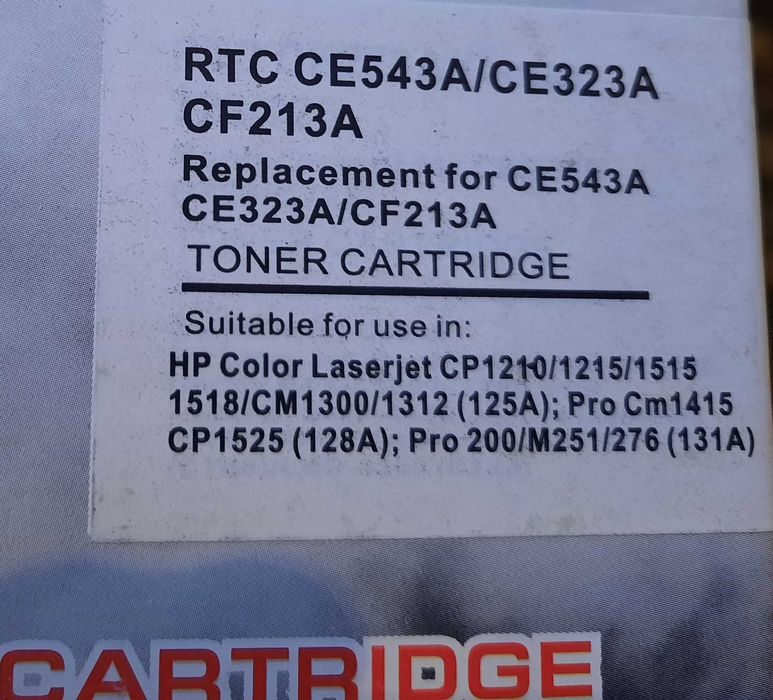 RTC CE543A/CE323A
CF213A
Replacement for CE543A
CE323A/CF213A
TONER CARTRIDGE
Suitable for use in:
HP Color Laserjet CP1210/1215/1515
1518/CM1300/1312 (125A); Pro Cm1415
CP1525 (128A); Pro 200/M251/276 (131A)
CARTRIDGE